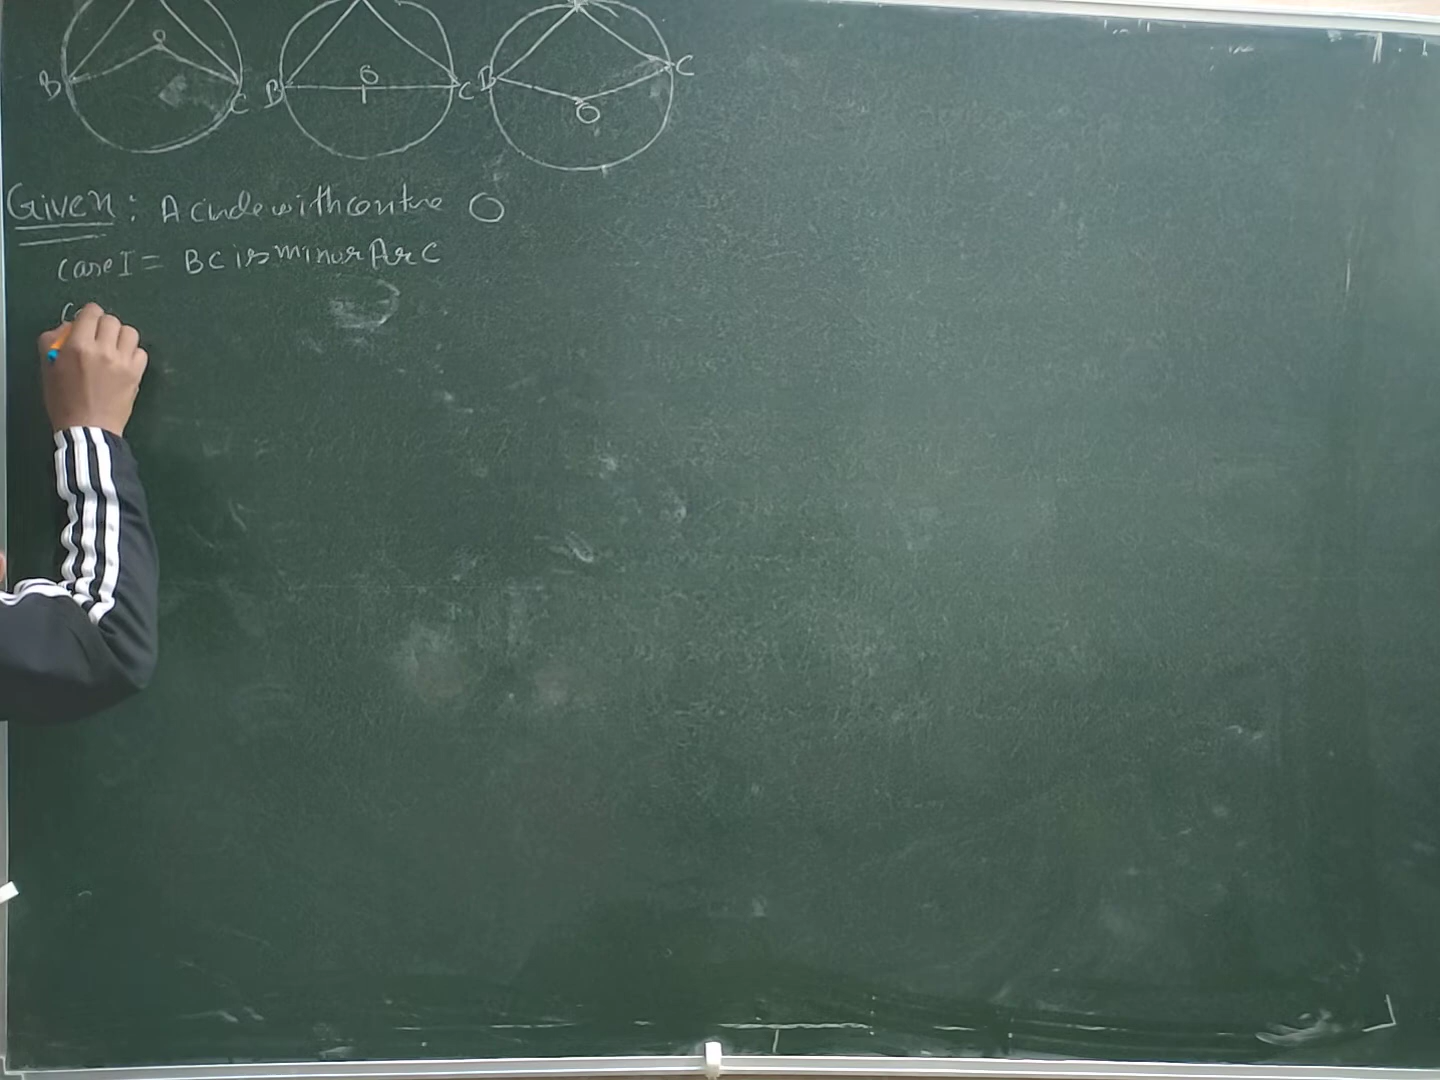 B O C B O C B O C
Given: A circle with centre O
Case I = BC is minor Arc